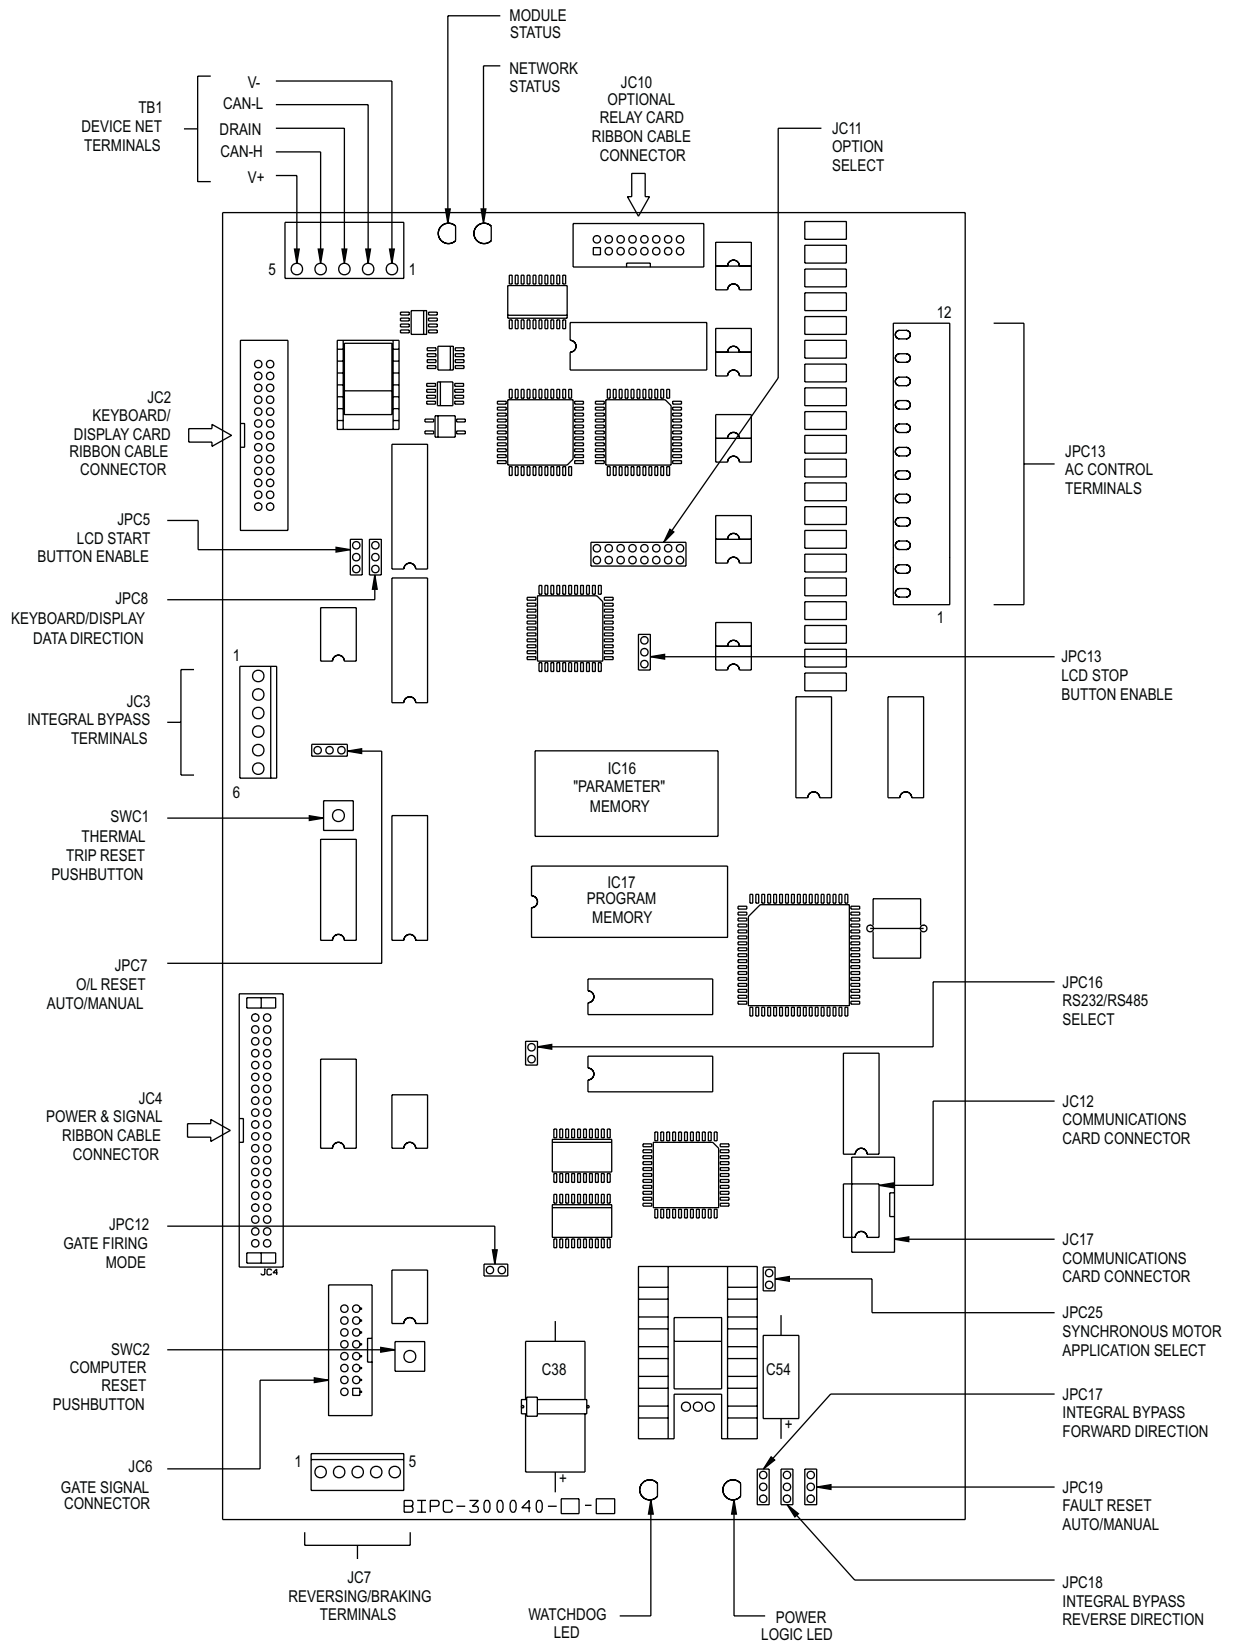 MODULE
STATUS
NETWORK
STATUS
V-
CAN-L
DRAIN
CAN-H
V+
TB1
DEVICE NET
TERMINALS
JC10
OPTIONAL
RELAY CARD
RIBBON CABLE
CONNECTOR
JC11
OPTION
SELECT
5
1
12
1
JC2
KEYBOARD/
DISPLAY CARD
RIBBON CABLE
CONNECTOR
JPC13
AC CONTROL
TERMINALS
JPC5
LCD START
BUTTON ENABLE
JPC8
KEYBOARD/DISPLAY
DATA DIRECTION
JPC13
LCD STOP
BUTTON ENABLE
1
JC3
INTEGRAL BYPASS
TERMINALS
6
IC16
"PARAMETER"
MEMORY
SWC1
THERMAL
TRIP RESET
PUSHBUTTON
IC17
PROGRAM
MEMORY
JPC7
O/L RESET
AUTO/MANUAL
JPC16
RS232/RS485
SELECT
JC4
POWER & SIGNAL
RIBBON CABLE
CONNECTOR
JC12
COMMUNICATIONS
CARD CONNECTOR
JPC12
GATE FIRING
MODE
JC4
JC17
COMMUNICATIONS
CARD CONNECTOR
JPC25
SYNCHRONOUS MOTOR
APPLICATION SELECT
SWC2
COMPUTER
RESET
PUSHBUTTON
C38
+
C54
+
JPC17
INTEGRAL BYPASS
FORWARD DIRECTION
JC6
GATE SIGNAL
CONNECTOR
1
5
BIPC-300040- -
JPC19
FAULT RESET
AUTO/MANUAL
JC7
REVERSING/BRAKING
TERMINALS
WATCHDOG
LED
POWER
LOGIC LED
JPC18
INTEGRAL BYPASS
REVERSE DIRECTION